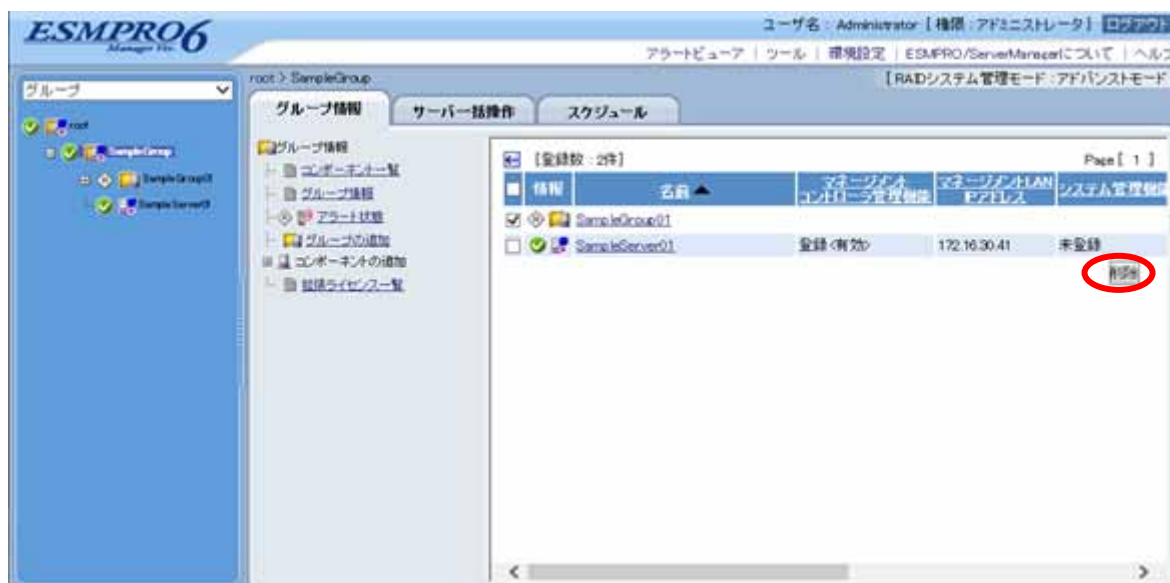 ESMPRO6
ユーザ名 : Administrator [ 権限 : アドミニストレータ ] ログアウト
アラートビューア | ツール | 環境設定 | ESMPRO/ServerManagerについて | ヘルプ
グループ
root > SampleGroup
[ RAIDシステム管理モード : アドバンストモード
グループ情報
サーバー括操作
スケジュール
root
SampleGroup
SampleGroup01
SampleServer01
グループ情報
コンポーネント一覧
グループ情報
アラート状態
グループの追加
コンポーネントの追加
拡張ライセンス一覧
[登録数 : 2件]
Page [ 1 ]
情報
名前▲
マネージメント
コントローラ管理機能
マネージメントLAN
IPアドレス
システム管理機能
SampleGroup01
SampleServer01
登録<有効>
172.16.30.41
未登録
削除